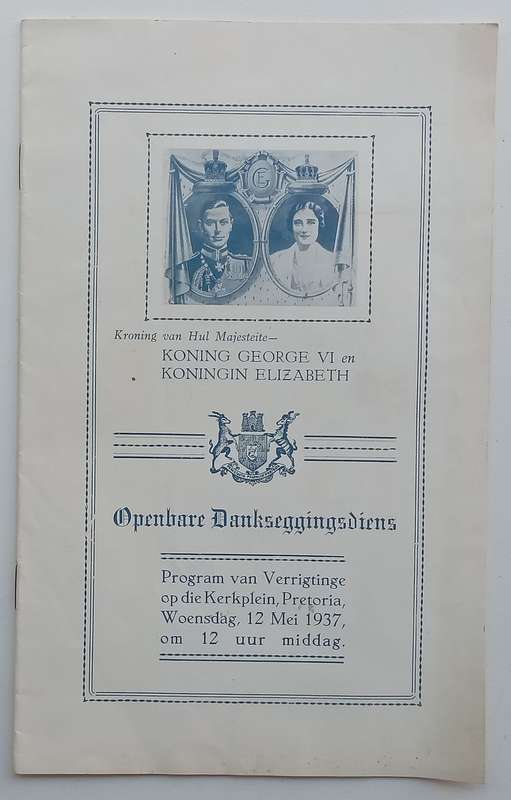 Kroning van Hul Majesteite—
KONING GEORGE VI en
KONINGIN ELIZABETH
Openbare Dankseggingsdiens
Program van Verrigtinge
op die Kerkplein, Pretoria,
Woensdag, 12 Mei 1937,
om 12 uur middag.